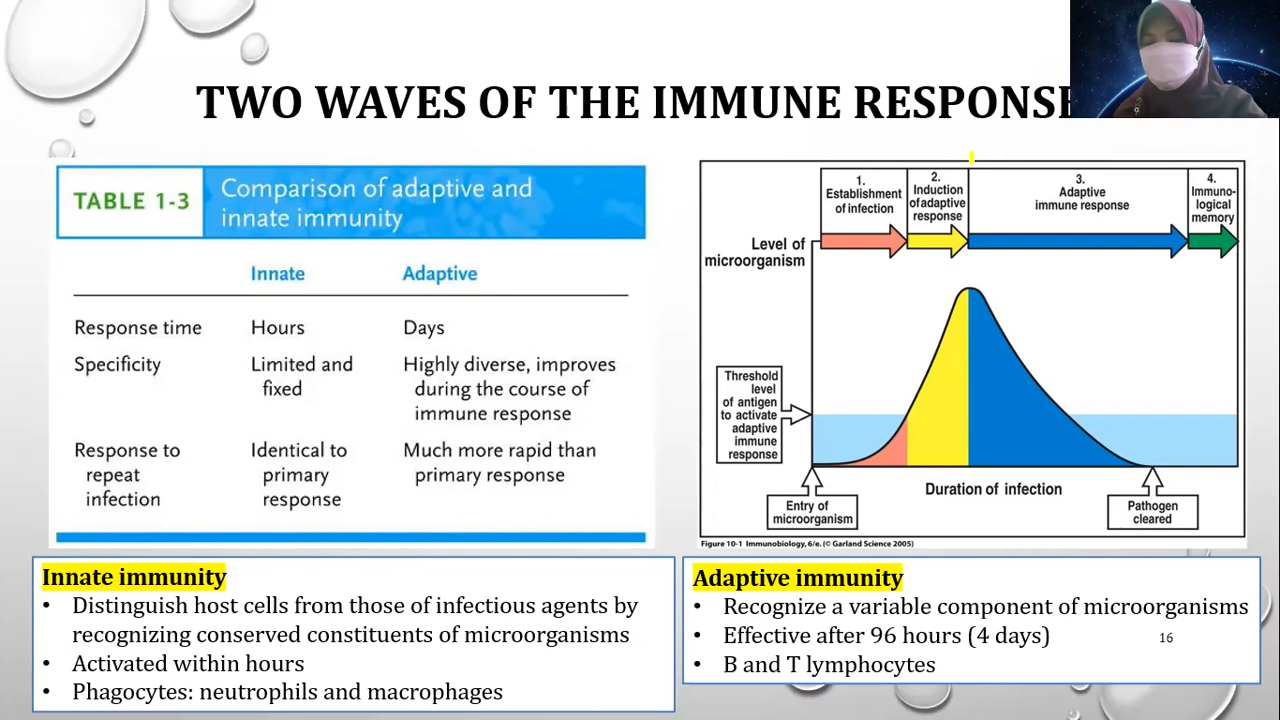 TWO WAVES OF THE IMMUNE RESPONSE
TABLE 1-3
Comparison of adaptive and
innate immunity
Innate Adaptive
Response time Hours Days
Specificity Limited and fixed Highly diverse, improves during the course of immune response
Response to repeat infection Identical to primary response Much more rapid than primary response
1.
Establishment
of infection
2.
Induction
of adaptive
response
3.
Adaptive
immune response
4.
Immuno-
logical
memory
Level of
microorganism
Threshold
level
of antigen
to activate
adaptive
immune
response
Duration of infection
Entry of
microorganism
Pathogen
cleared
Figure 10-1 Immunobiology, 6/e. (© Garland Science 2005)
Innate immunity
• Distinguish host cells from those of infectious agents by
recognizing conserved constituents of microorganisms
• Activated within hours
• Phagocytes: neutrophils and macrophages
Adaptive immunity
• Recognize a variable component of microorganisms
• Effective after 96 hours (4 days)
• B and T lymphocytes
16